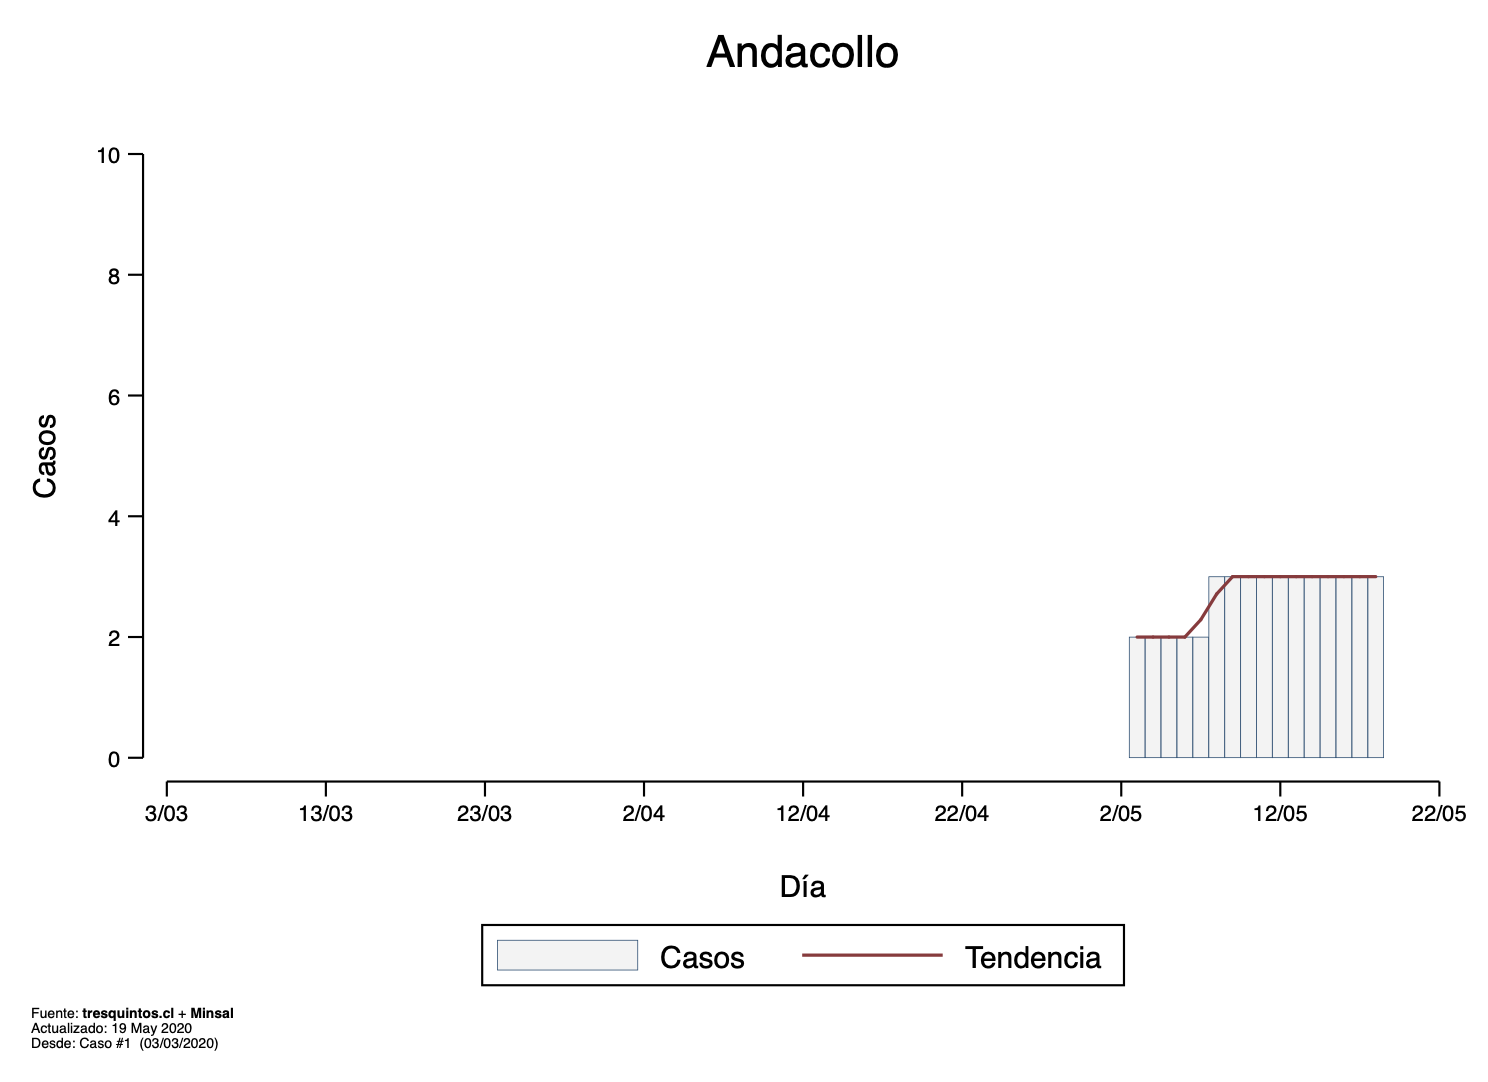 Andacollo
10
8
6
4
2
0
Casos
3/03 13/03 23/03 2/04 12/04 22/04 2/05 12/05 22/05
Día
Casos Tendencia
Fuente: tresquintos.cl + Minsal
Actualizado: 19 May 2020
Desde: Caso #1 (03/03/2020)